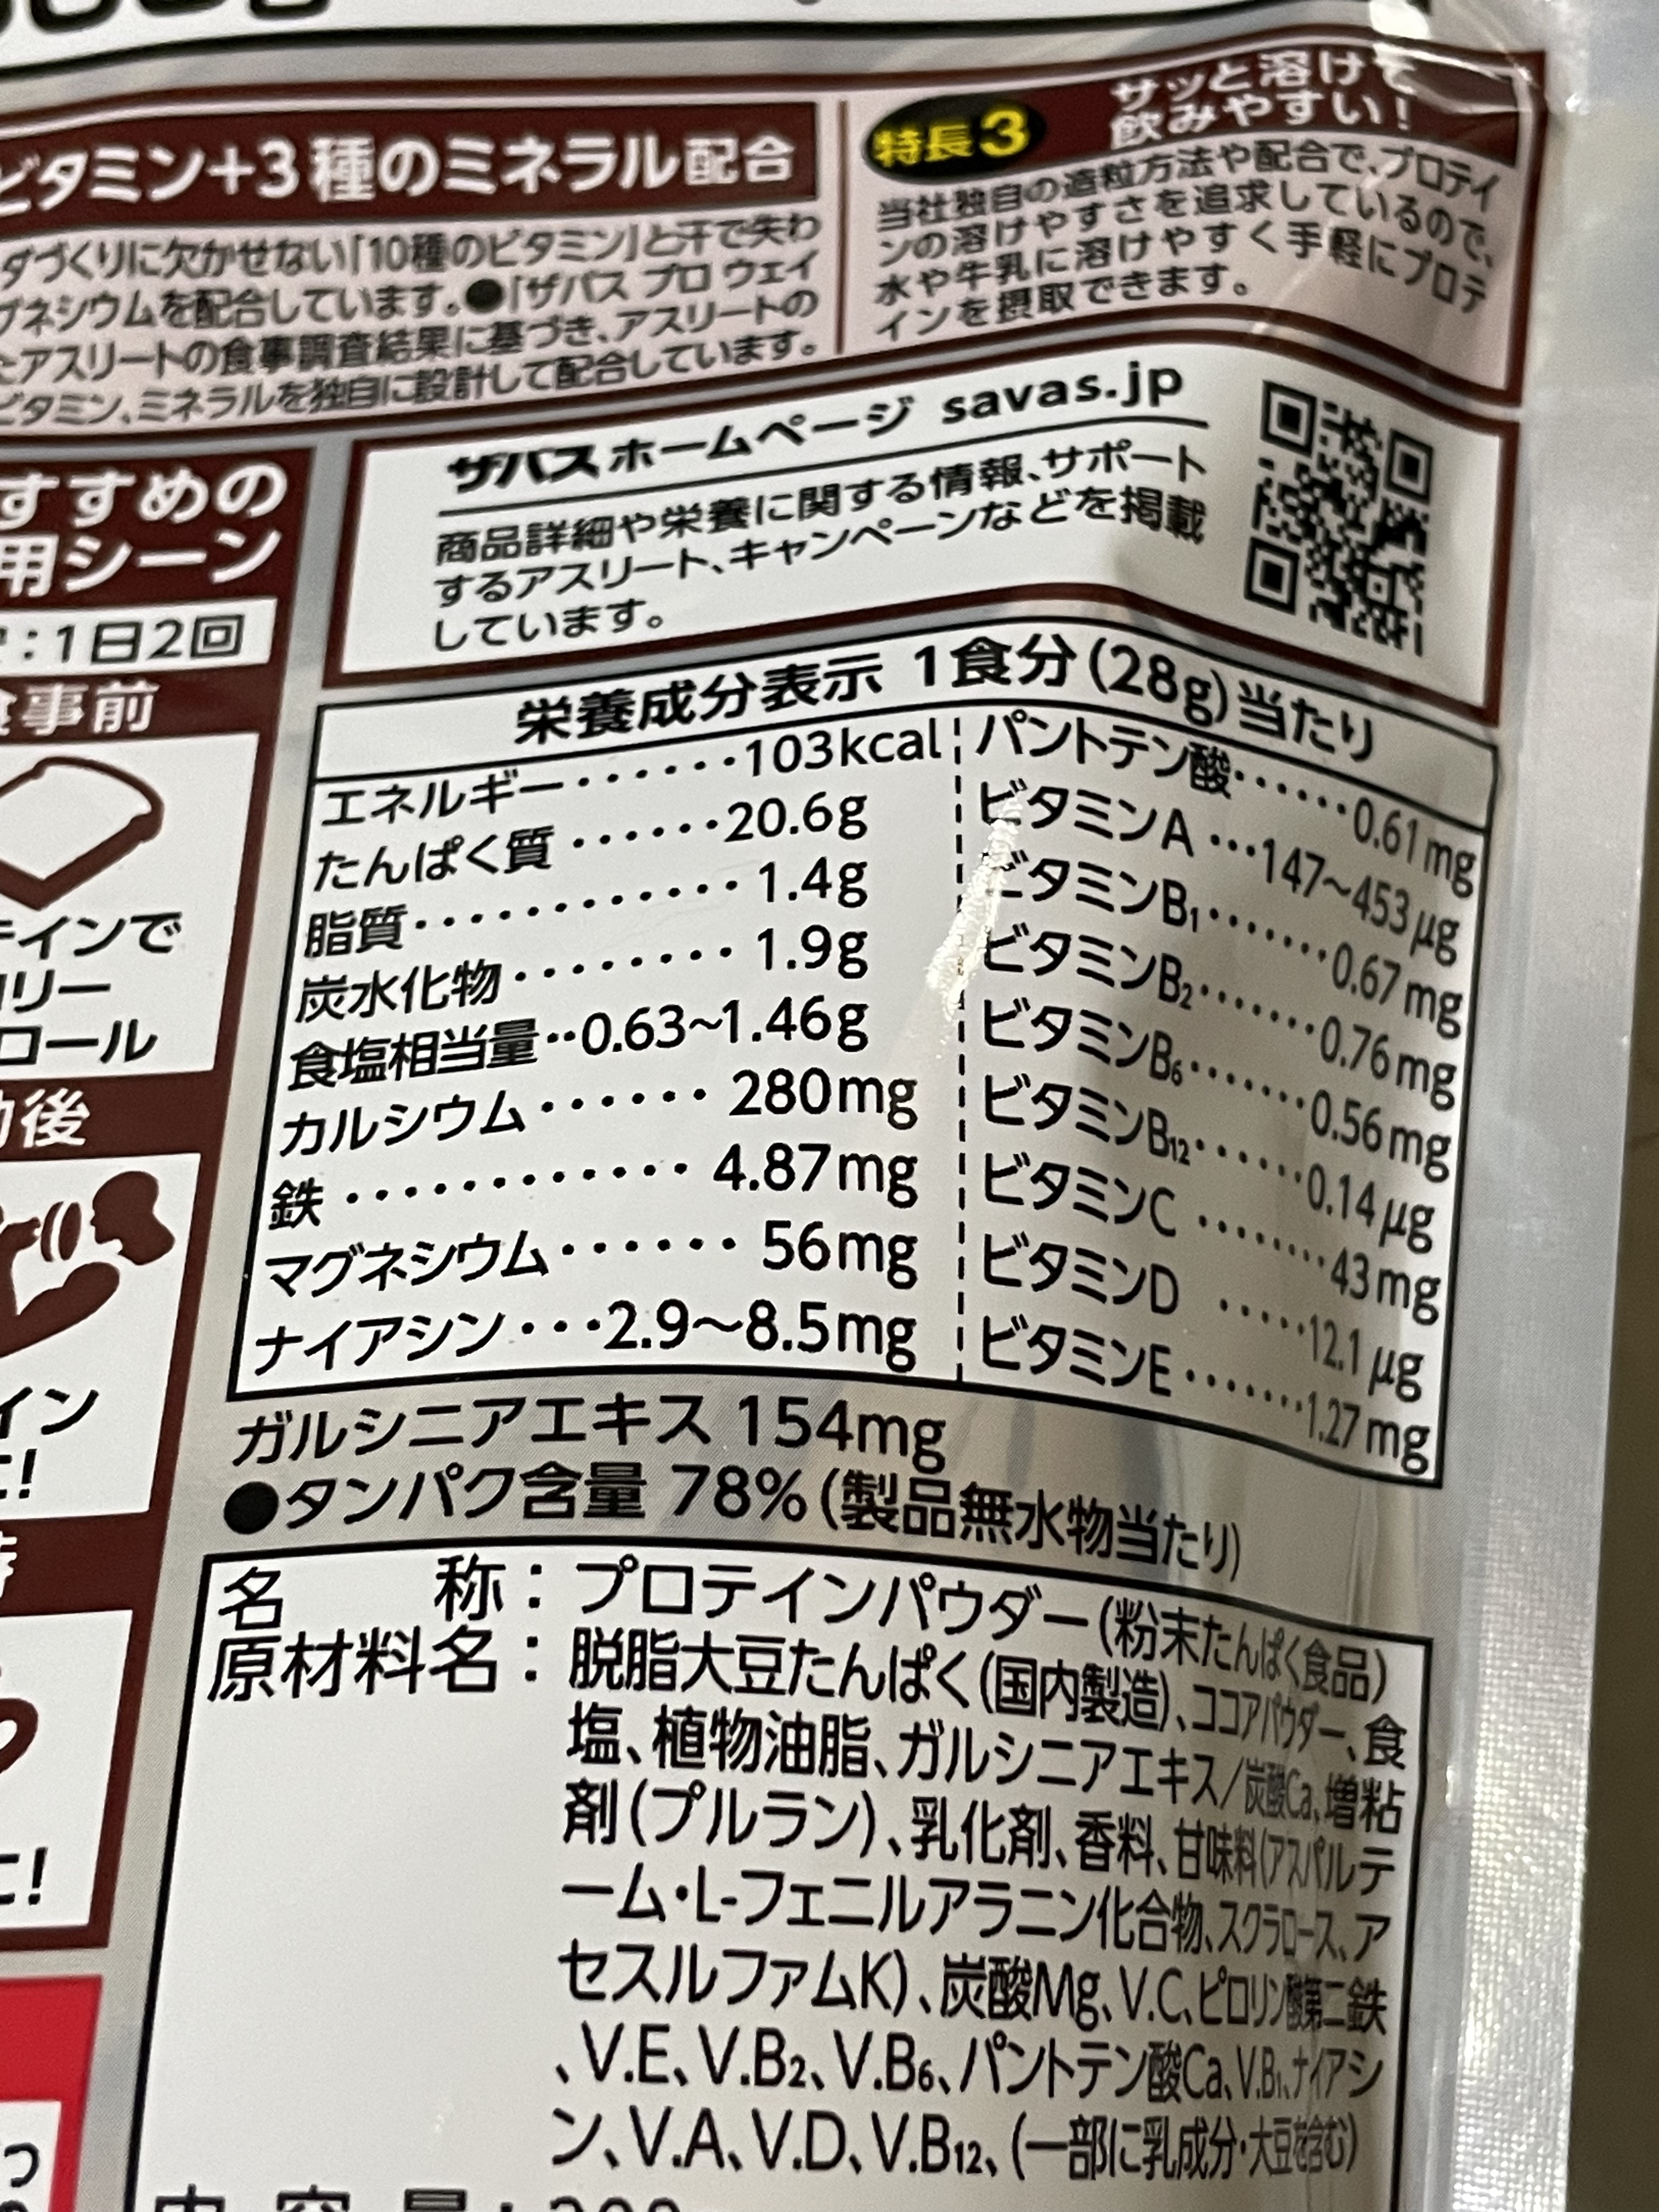 ビタミン+3種のミネラル配合
ダづくりに欠かせない「10種のビタミン」と汗で失わ
グネシウムを配合しています。●「ザバス プロ ウェイ
アスリートの食事調査結果に基づき、アスリートの
ビタミン、ミネラルを独自に設計して配合しています。
特長3
サッと溶けて
飲みやすい!
当社独自の造粒方法や配合で、プロテイ
ンの溶けやすさを追求しているので、
水や牛乳に溶けやすく手軽にプロテ
インを摂取できます。
すすめの
用シーン
:1日2回
食事前
テインで
リー
ロール
後
イン
に!
に!
つ
ザバスホームページ savas.jp
商品詳細や栄養に関する情報、サポート
するアスリート、キャンペーンなどを掲載
しています。
栄養成分表示 1食分(28g)当たり
エネルギー・・・・・・・103kcal
たんぱく質・・・・・・・20.6g
脂質・・・・・・・・・・・・1.4g
炭水化物・・・・・・・・1.9g
食塩相当量‥0.63~1.46g
カルシウム・・・・・・280mg
鉄・・・・・・・・・・・・4.87mg
マグネシウム・・・・・・56mg
ナイアシン・・・2.9~8.5mg
パントテン酸・・・・・・0.61mg
ビタミンA・・・147~453μg
ビタミンB₁・・・・・・・0.67mg
ビタミンB₂・・・・・・・0.76mg
ビタミンB₆・・・・・・・0.56mg
ビタミンB₁₂・・・・・・0.14μg
ビタミンC・・・・・・・43mg
ビタミンD・・・・・12.1μg
ビタミンE・・・・・・・1.27mg
ガルシニアエキス 154mg
●タンパク含量 78%(製品無水物当たり)
名 称:プロテインパウダー(粉末たんぱく食品)
原材料名:脱脂大豆たんぱく(国内製造)、ココアパウダー、食
塩、植物油脂、ガルシニアエキス/炭酸Ca、増粘
剤(プルラン)、乳化剤、香料、甘味料(アスパルテ
ーム・L-フェニルアラニン化合物、スクラロース、ア
セスルファムK)、炭酸Mg、V.C、ピロリン酸第二鉄
、V.E、V.B₂、V.B₆、パントテン酸Ca、V.B₁、ナイアシ
ン、V.A、V.D、V.B₁₂、(一部に乳成分・大豆を含む)
内 容 量: